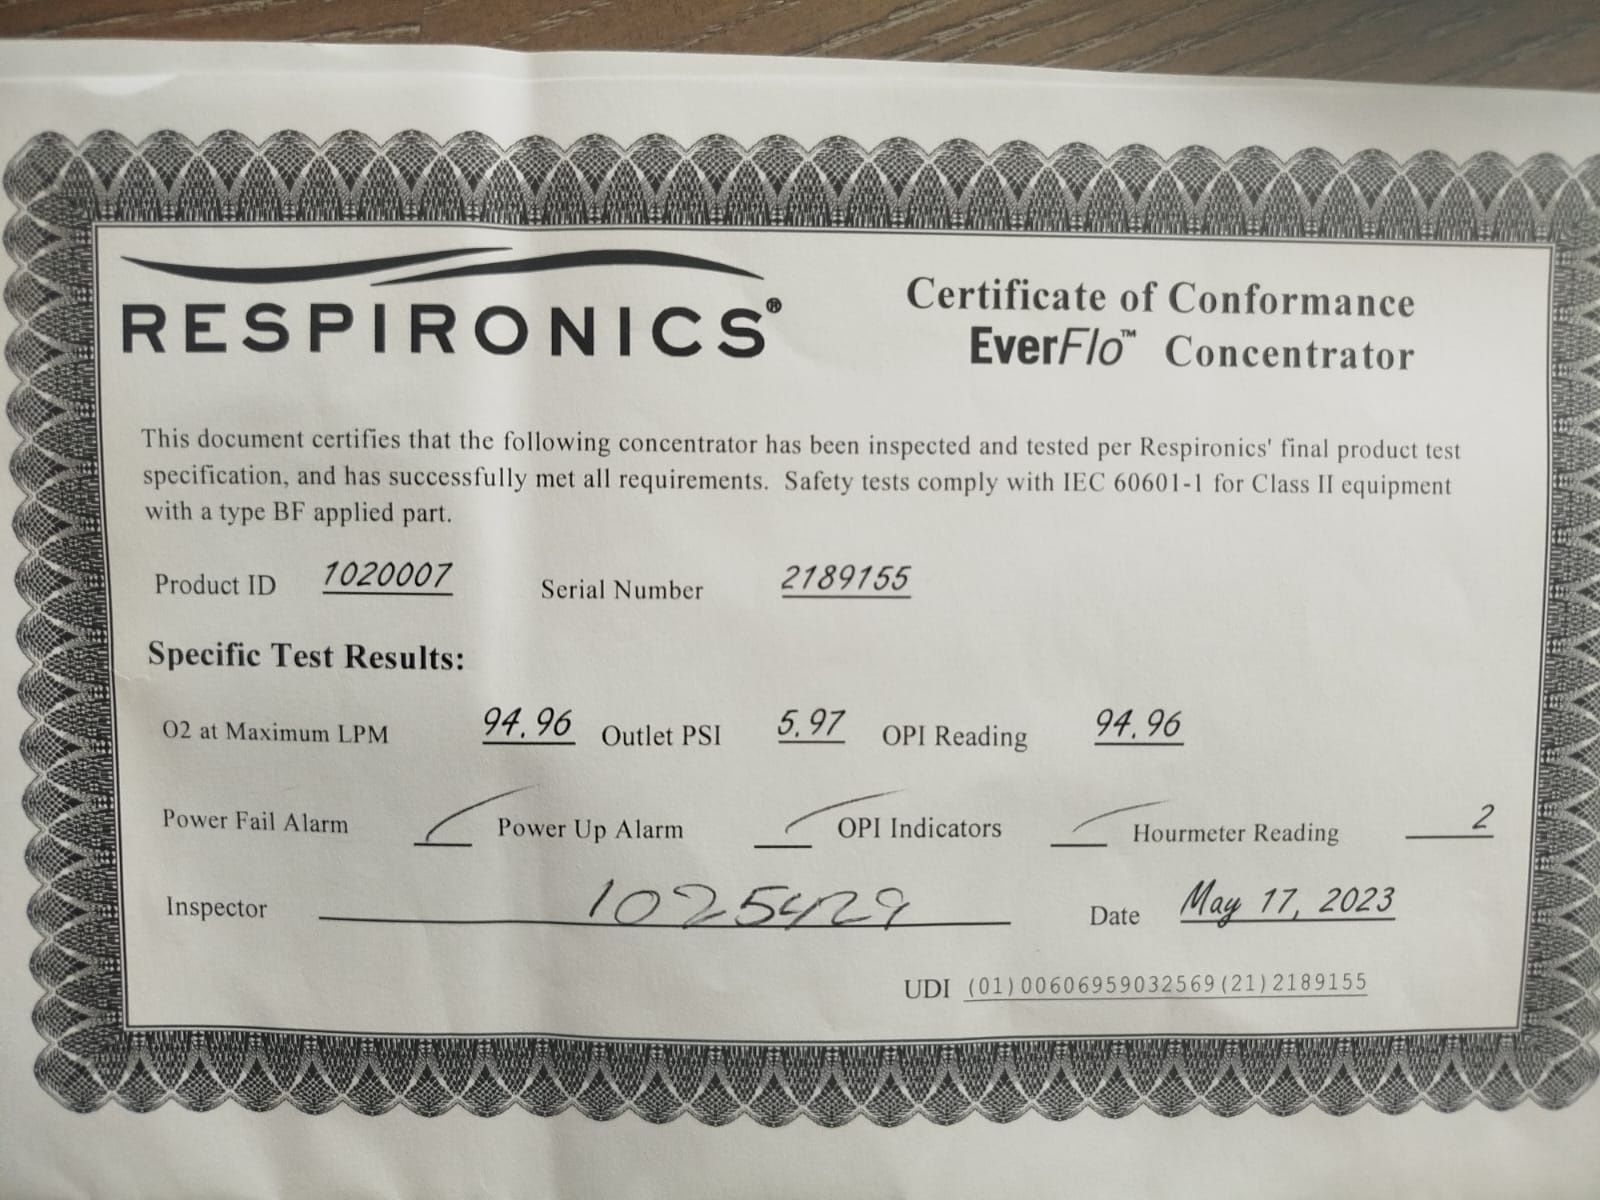 RESPIRONICS®
Certificate of Conformance
EverFlo™ Concentrator
This document certifies that the following concentrator has been inspected and tested per Respironics' final product test
specification, and has successfully met all requirements. Safety tests comply with IEC 60601-1 for Class II equipment
with a type BF applied part.
Product ID 1020007 Serial Number 2189155
Specific Test Results:
O2 at Maximum LPM 94.96 Outlet PSI 5.97 OPI Reading 94.96
Power Fail Alarm Power Up Alarm OPI Indicators Hourmeter Reading 2
Inspector 1025429 Date May 17, 2023
UDI (01)00606959032569(21)2189155